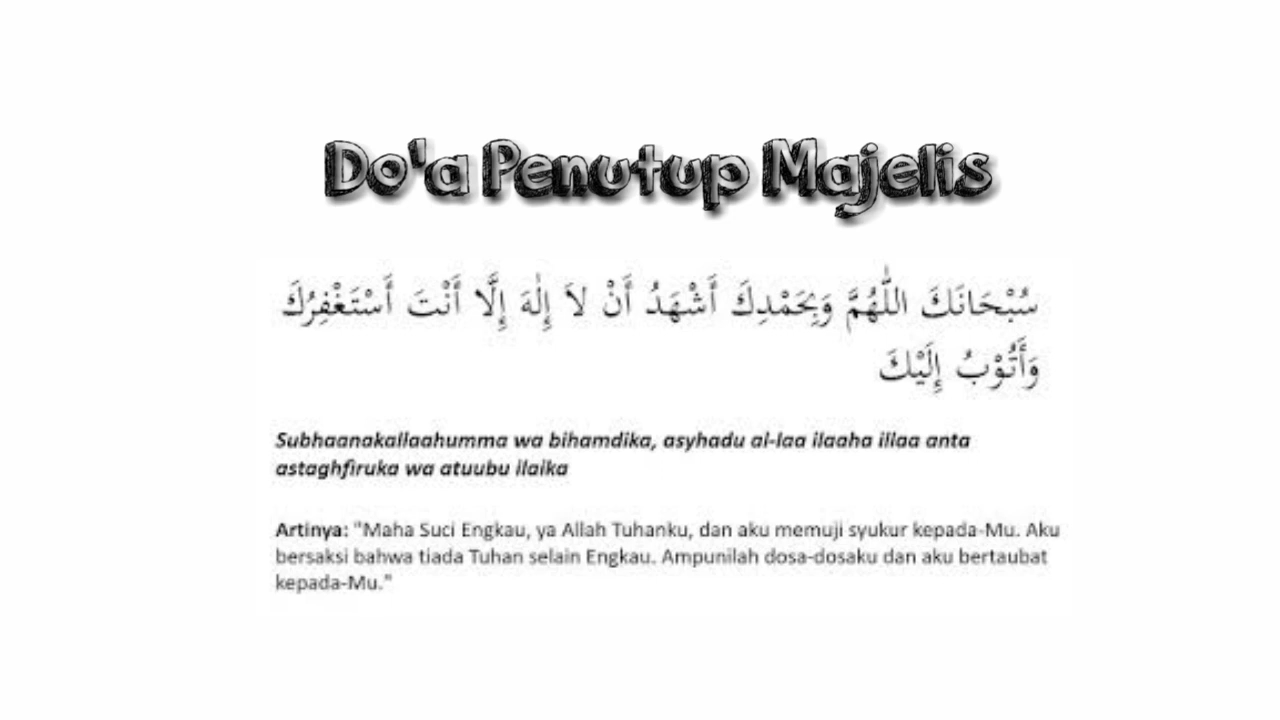 Do'a Penutup Majelis
سُبْحَانَكَ اللّٰهُمَّ وَبِحَمْدِكَ أَشْهَدُ أَنْ لاَ إِلٰهَ إِلَّا أَنْتَ أَسْتَغْفِرُكَ
وَأَتُوْبُ إِلَيْكَ
Subhaanakallaahumma wa bihamdika, asyhadu al-laa ilaaha illaa anta
astaghfiruka wa atuubu ilaika
Artinya: "Maha Suci Engkau, ya Allah Tuhanku, dan aku memuji syukur kepada-Mu. Aku
bersaksi bahwa tiada Tuhan selain Engkau. Ampunilah dosa-dosaku dan aku bertaubat
kepada-Mu."